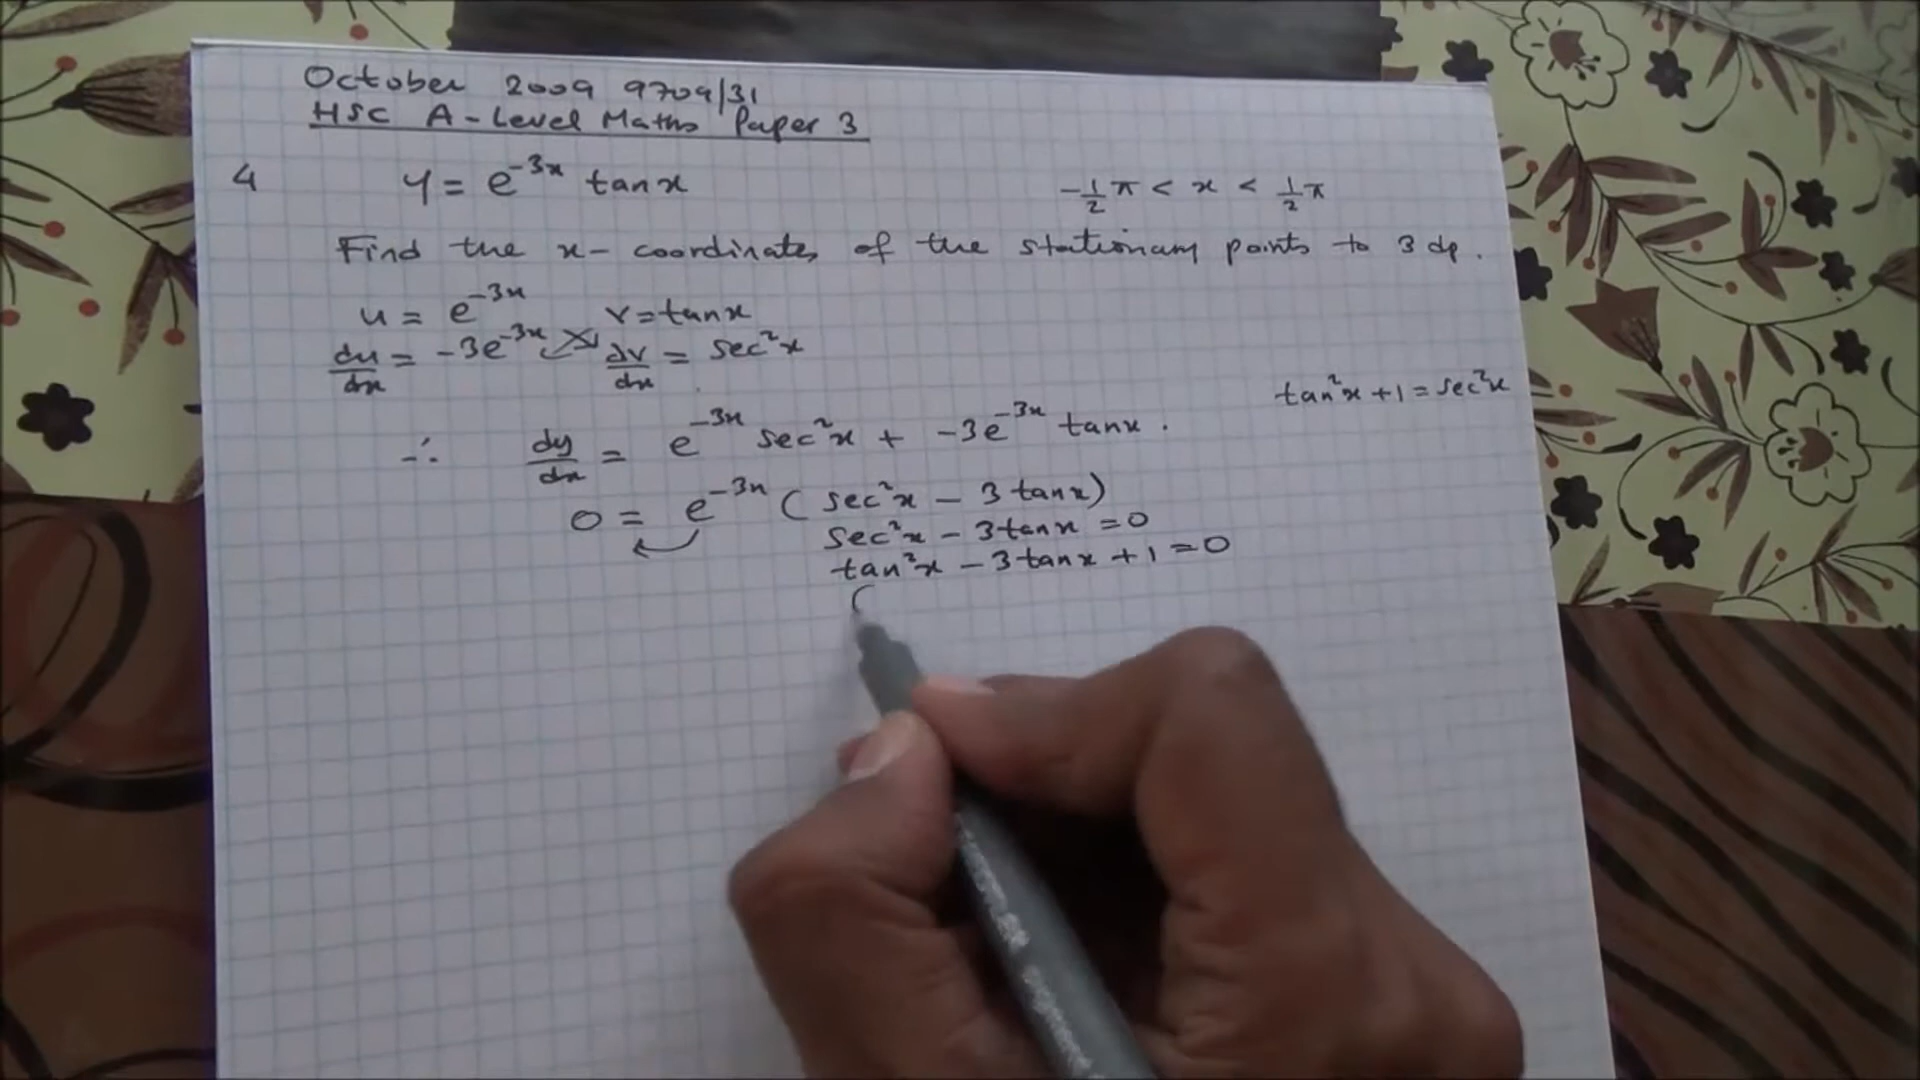 October 2009 9709/31
HSC A-Level Maths Paper 3
4 y = e^{-3x} tan x -1/2 π < x < 1/2 π
Find the x-coordinates of the stationary points to 3 dp.
u = e^{-3x} v = tan x
du/dx = -3e^{-3x} dv/dx = sec²x
tan²x + 1 = sec²x
∴ dy/dx = e^{-3x} sec²x + -3e^{-3x} tan x.
0 = e^{-3x} (sec²x - 3 tan x)
sec²x - 3 tan x = 0
tan²x - 3 tan x + 1 = 0
(